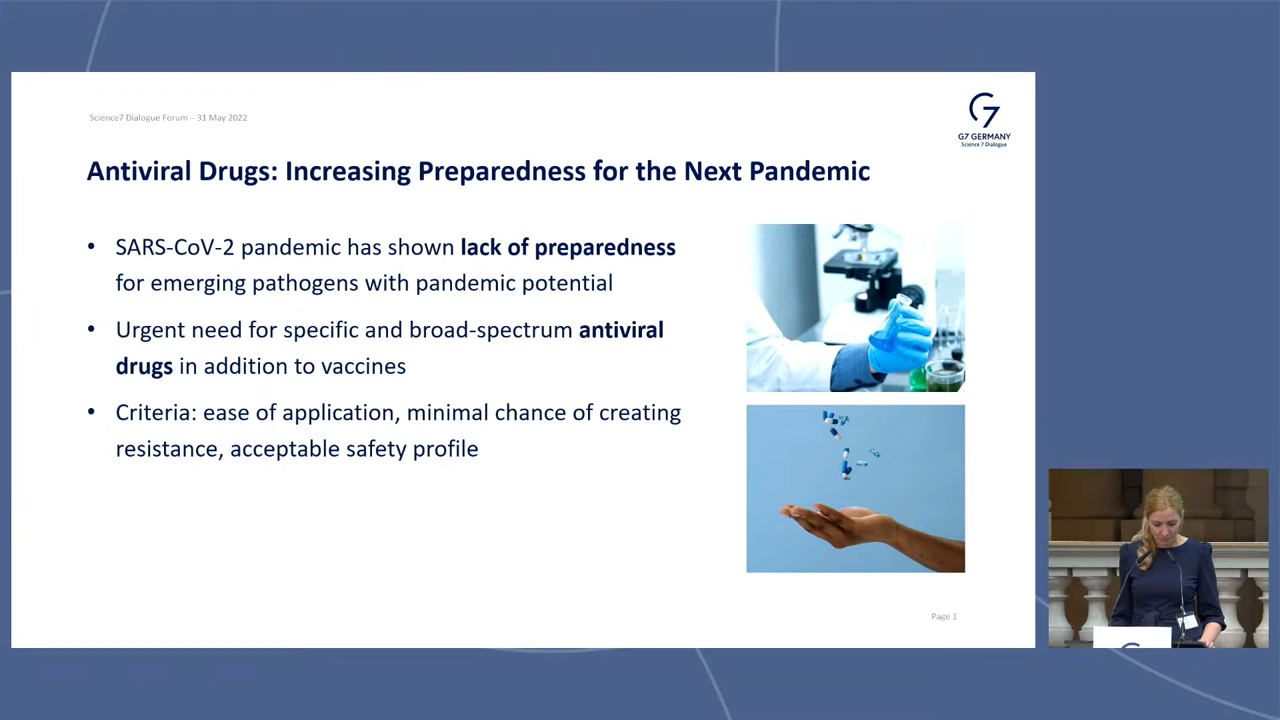 Science7 Dialogue Forum – 31 May 2022
G7 GERMANY
Science 7 Dialogue
Antiviral Drugs: Increasing Preparedness for the Next Pandemic
• SARS-CoV-2 pandemic has shown lack of preparedness
for emerging pathogens with pandemic potential
• Urgent need for specific and broad-spectrum antiviral
drugs in addition to vaccines
• Criteria: ease of application, minimal chance of creating
resistance, acceptable safety profile
Page 1